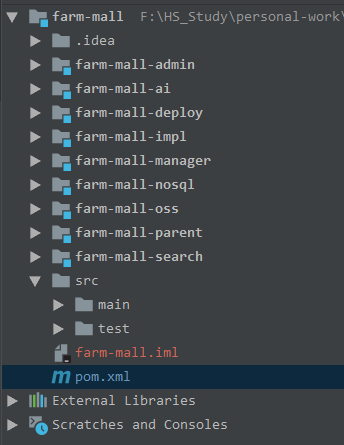 farm-mall F:\HS_Study\personal-work\
.idea
farm-mall-admin
farm-mall-ai
farm-mall-deploy
farm-mall-impl
farm-mall-manager
farm-mall-nosql
farm-mall-oss
farm-mall-parent
farm-mall-search
src
main
test
farm-mall.iml
m pom.xml
External Libraries
Scratches and Consoles